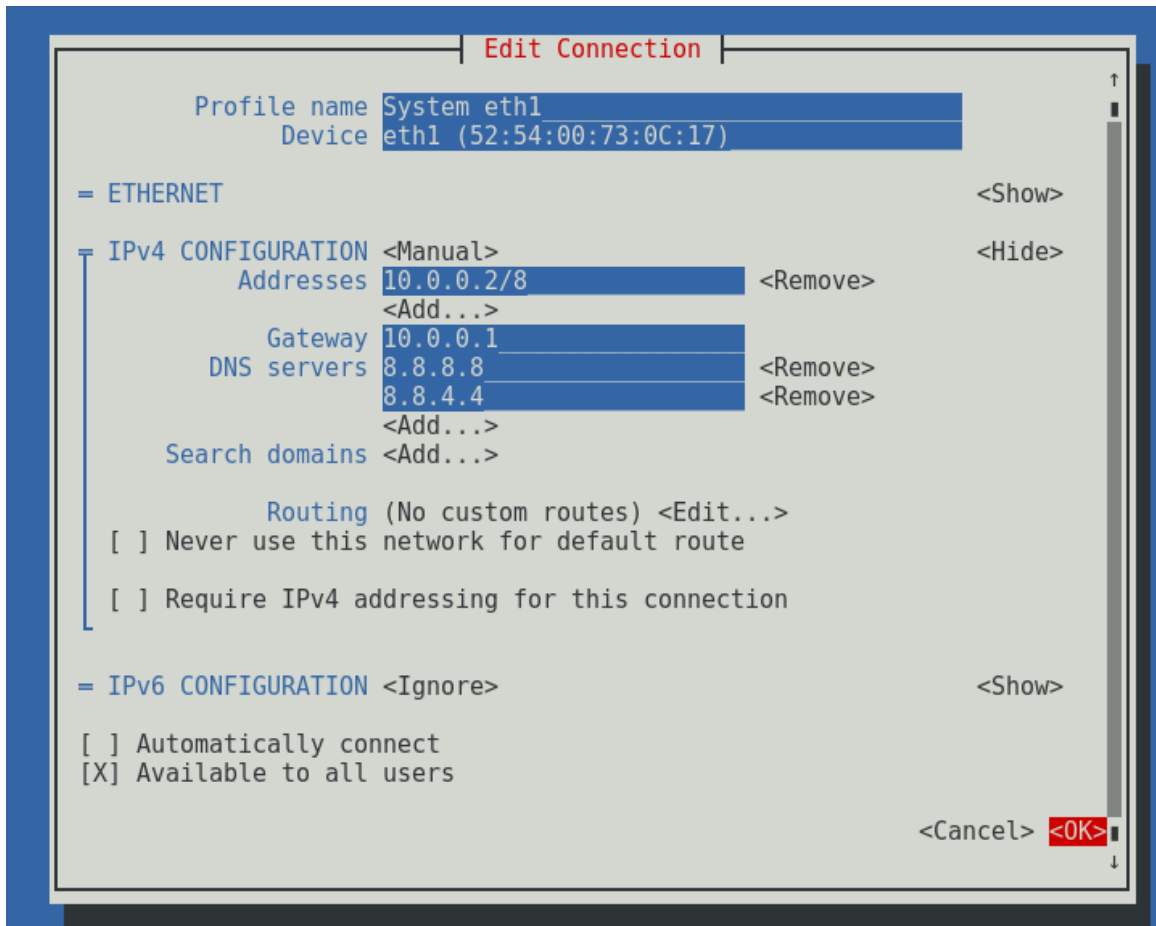 Edit Connection
Profile name System eth1
Device eth1 (52:54:00:73:0C:17)
= ETHERNET <Show>
IPv4 CONFIGURATION <Manual> <Hide>
Addresses 10.0.0.2/8 <Remove>
<Add...>
Gateway 10.0.0.1
DNS servers 8.8.8.8 <Remove>
8.8.4.4 <Remove>
<Add...>
Search domains <Add...>
Routing (No custom routes) <Edit...>
[ ] Never use this network for default route
[ ] Require IPv4 addressing for this connection
= IPv6 CONFIGURATION <Ignore> <Show>
[ ] Automatically connect
[X] Available to all users
<Cancel> <OK>